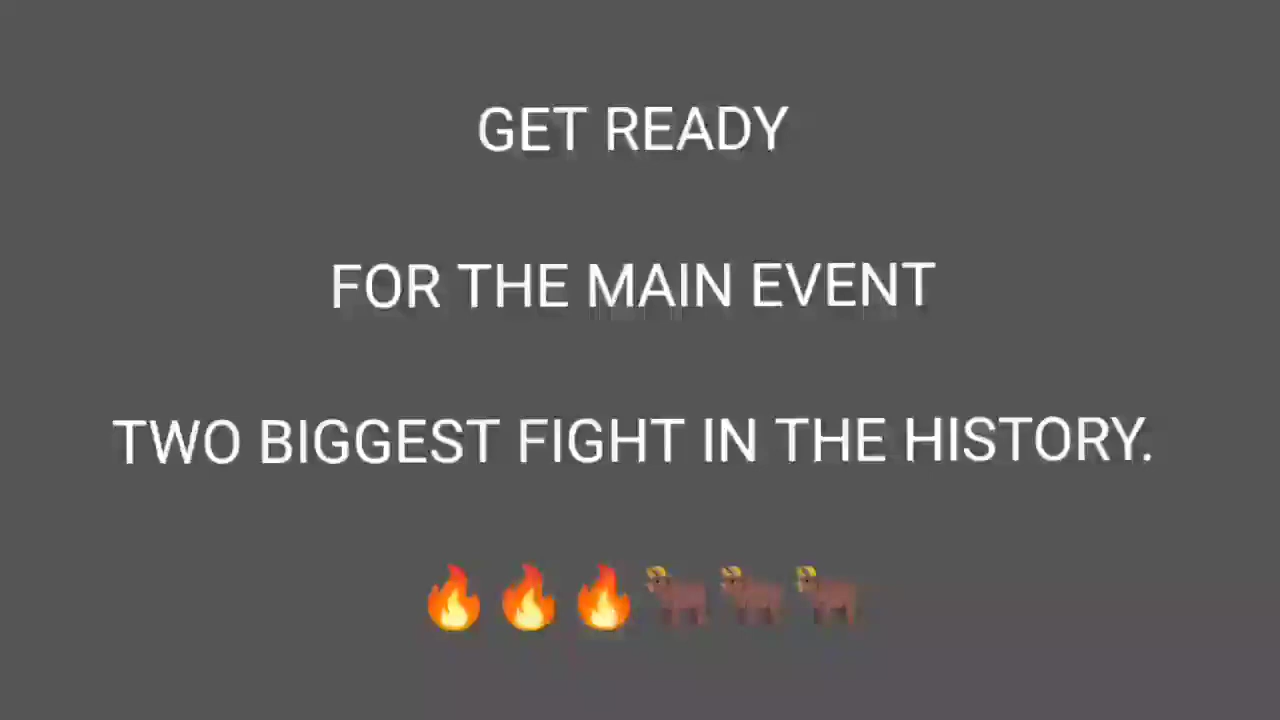 GET READY
FOR THE MAIN EVENT
TWO BIGGEST FIGHT IN THE HISTORY.
🔥🔥🔥🐂🐂🐂